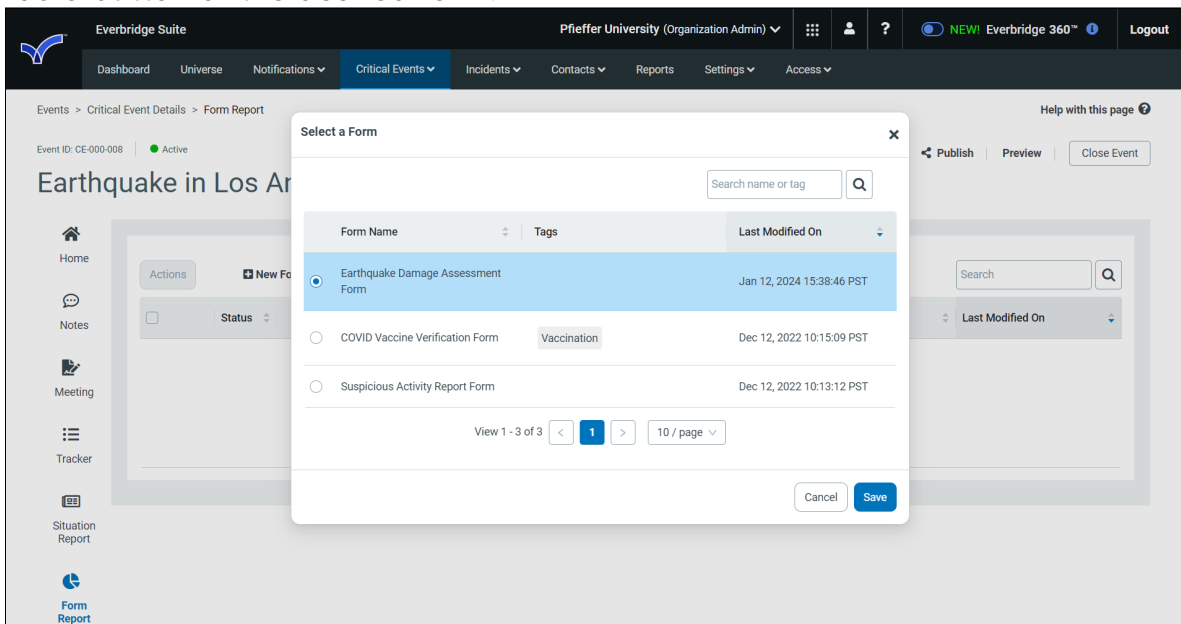 Everbridge Suite
Pfieffer University (Organization Admin)
?
NEW! Everbridge 360™
Logout
Dashboard
Universe
Notifications
Critical Events
Incidents
Contacts
Reports
Settings
Access
Events > Critical Event Details > Form Report
Help with this page
Event ID: CE-000-008
Active
Publish
Preview
Close Event
Earthquake in Los An
Home
Notes
Meeting
Tracker
Situation
Report
Form
Report
Actions
New Fo
Search
Status
Last Modified On
Select a Form
Search name or tag
Form Name
Tags
Last Modified On
Earthquake Damage Assessment
Form
Jan 12, 2024 15:38:46 PST
COVID Vaccine Verification Form
Vaccination
Dec 12, 2022 10:15:09 PST
Suspicious Activity Report Form
Dec 12, 2022 10:13:12 PST
View 1 - 3 of 3
<
1
>
10 / page
Cancel
Save